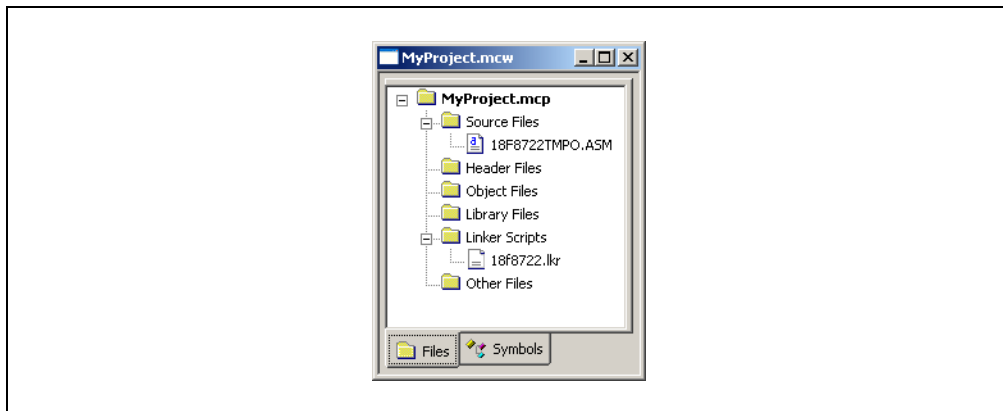 MyProject.mcw
MyProject.mcp
Source Files
18F8722TMPO.ASM
Header Files
Object Files
Library Files
Linker Scripts
18f8722.lkr
Other Files
Files
Symbols